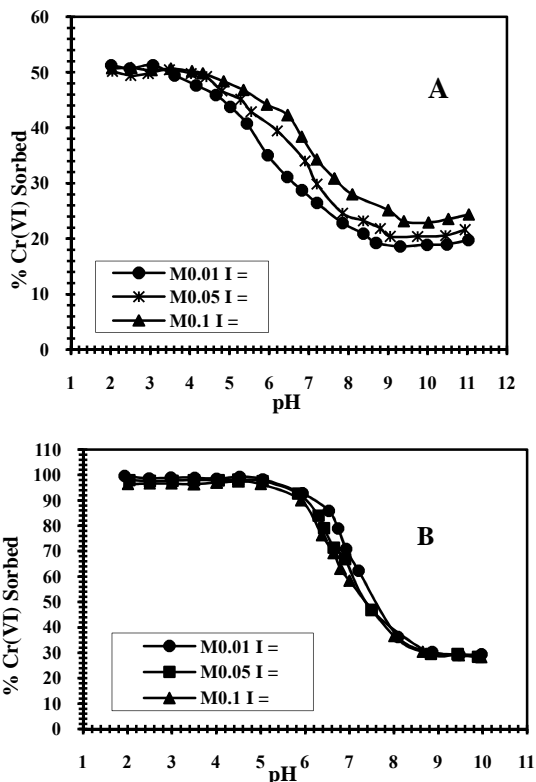 60
50
40
30
20
10
0
% Cr(VI) Sorbed
A
M0.01 I =
M0.05 I =
M0.1 I =
1 2 3 4 5 6 7 8 9 10 11 12
pH
110
100
90
80
70
60
50
40
30
20
10
0
% Cr(VI) Sorbed
B
M0.01 I =
M0.05 I =
M0.1 I =
1 2 3 4 5 6 7 8 9 10 11
pH